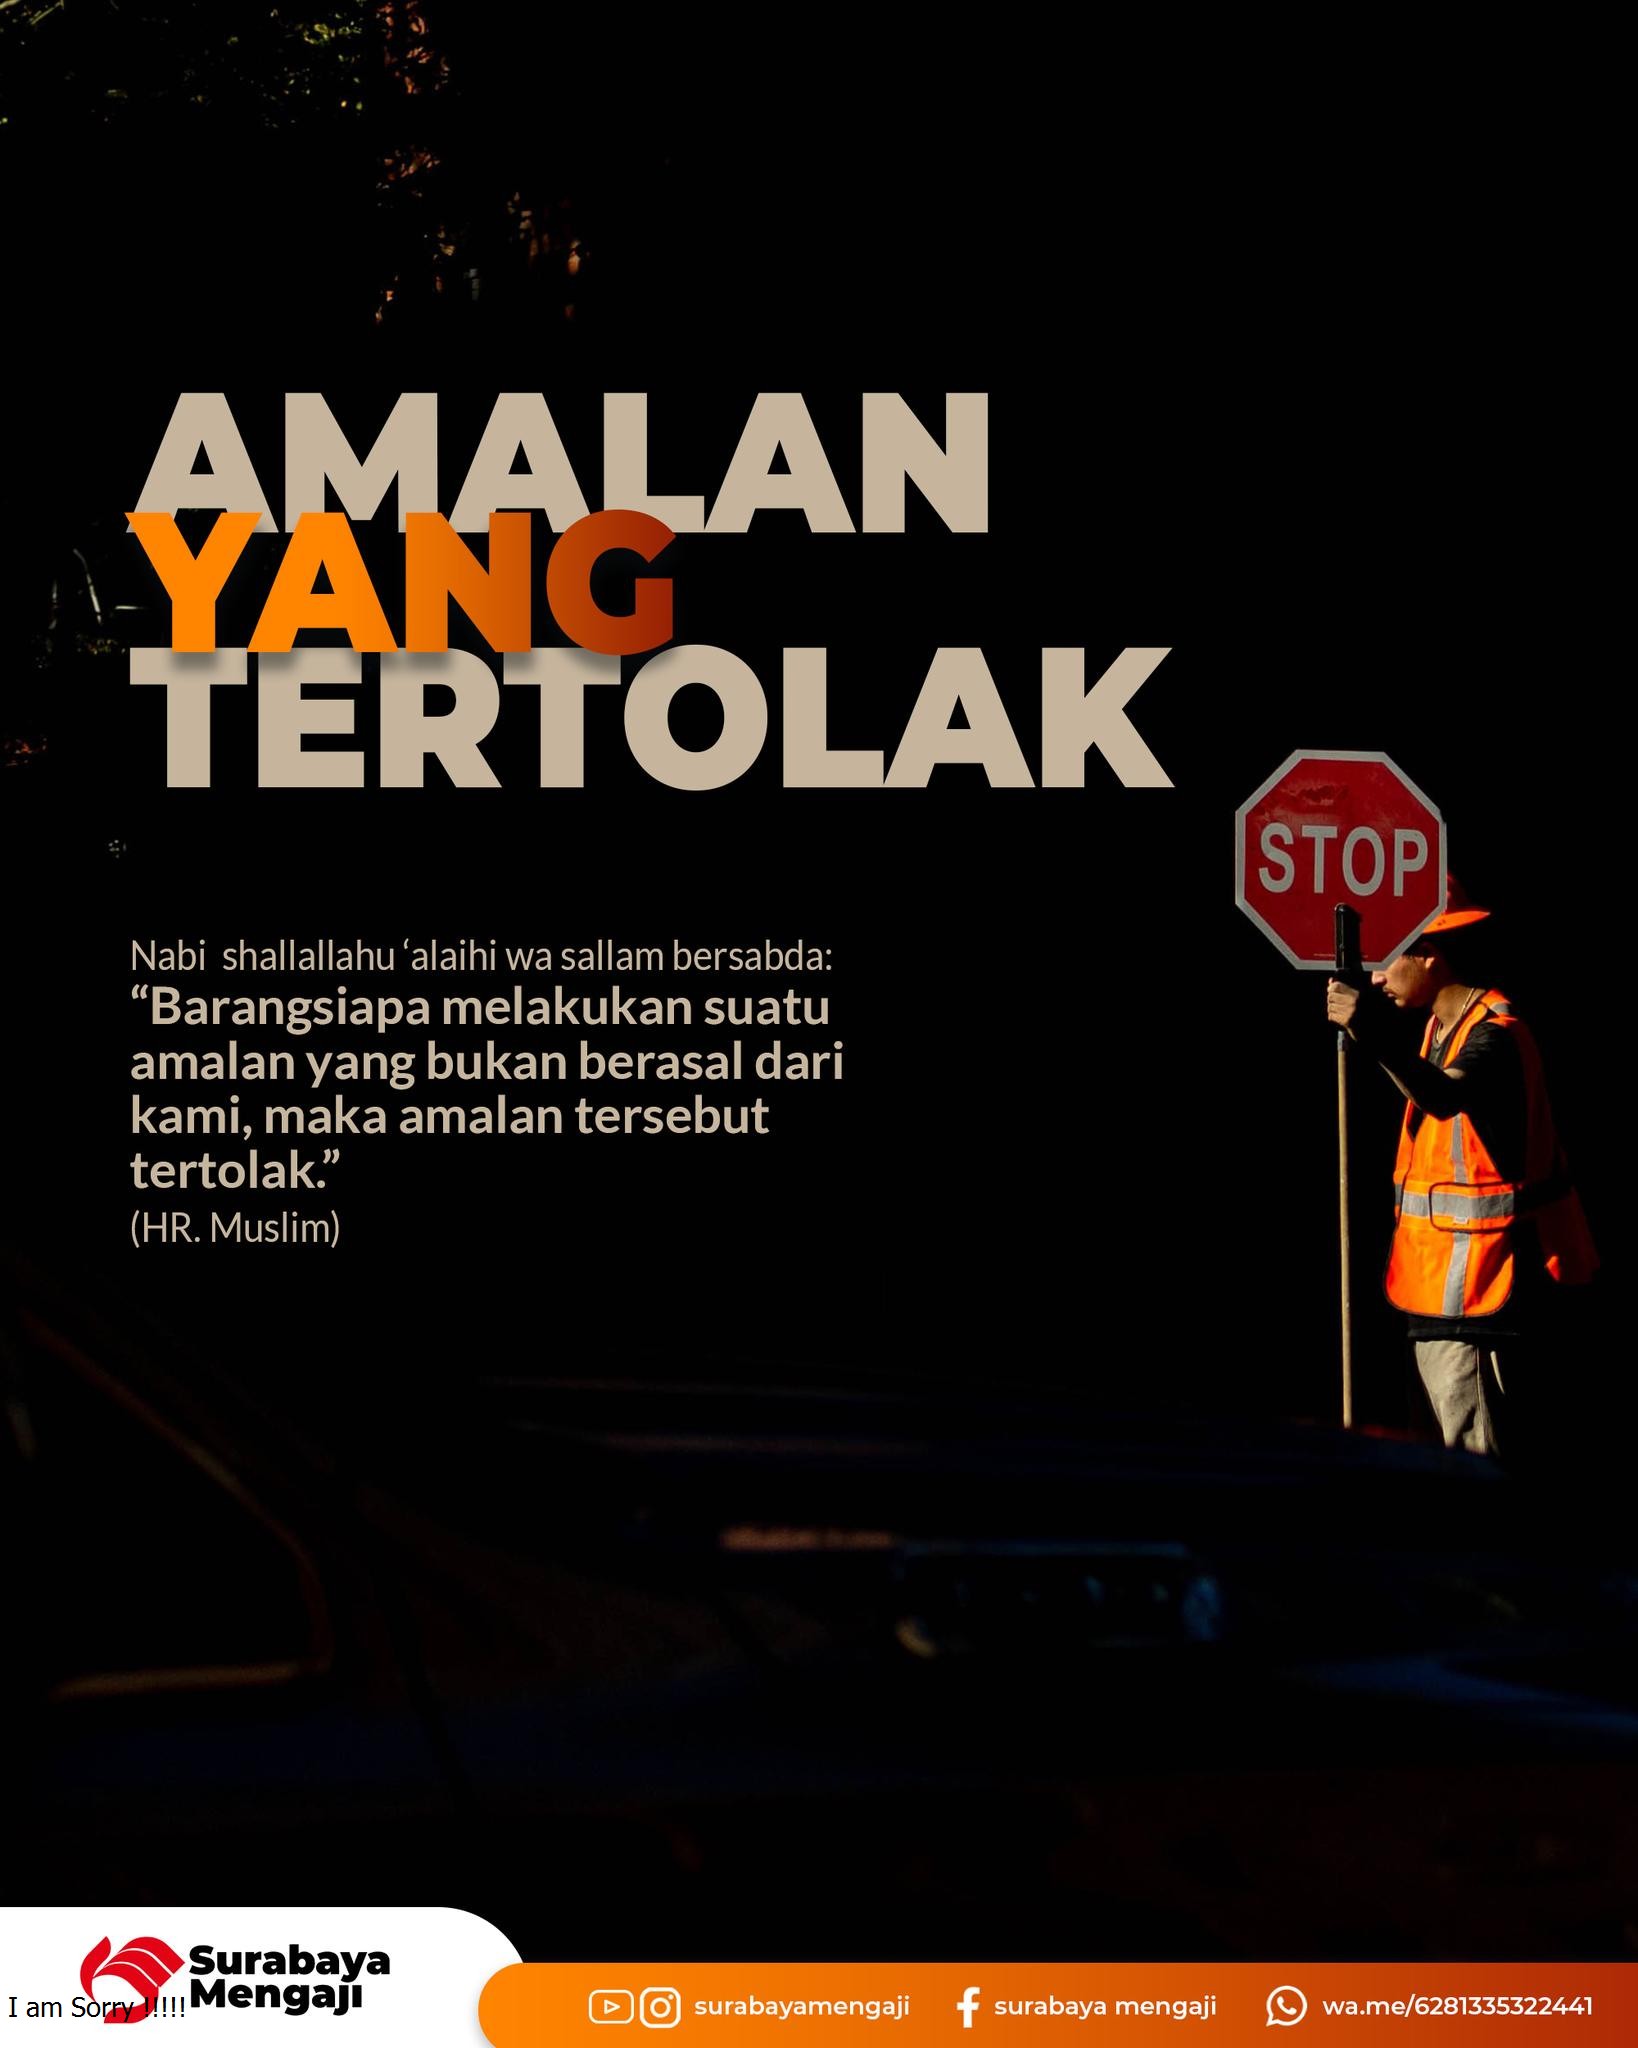 AMALAN
YANG
TERTOLAK
STOP
Nabi  shallallahu ‘alaihi wa sallam bersabda:
“Barangsiapa melakukan suatu
amalan yang bukan berasal dari
kami, maka amalan tersebut
tertolak.”
(HR. Muslim)
Surabaya
Mengaji
I am Sorry !!!!!
surabayamengaji
surabaya mengaji
wa.me/6281335322441